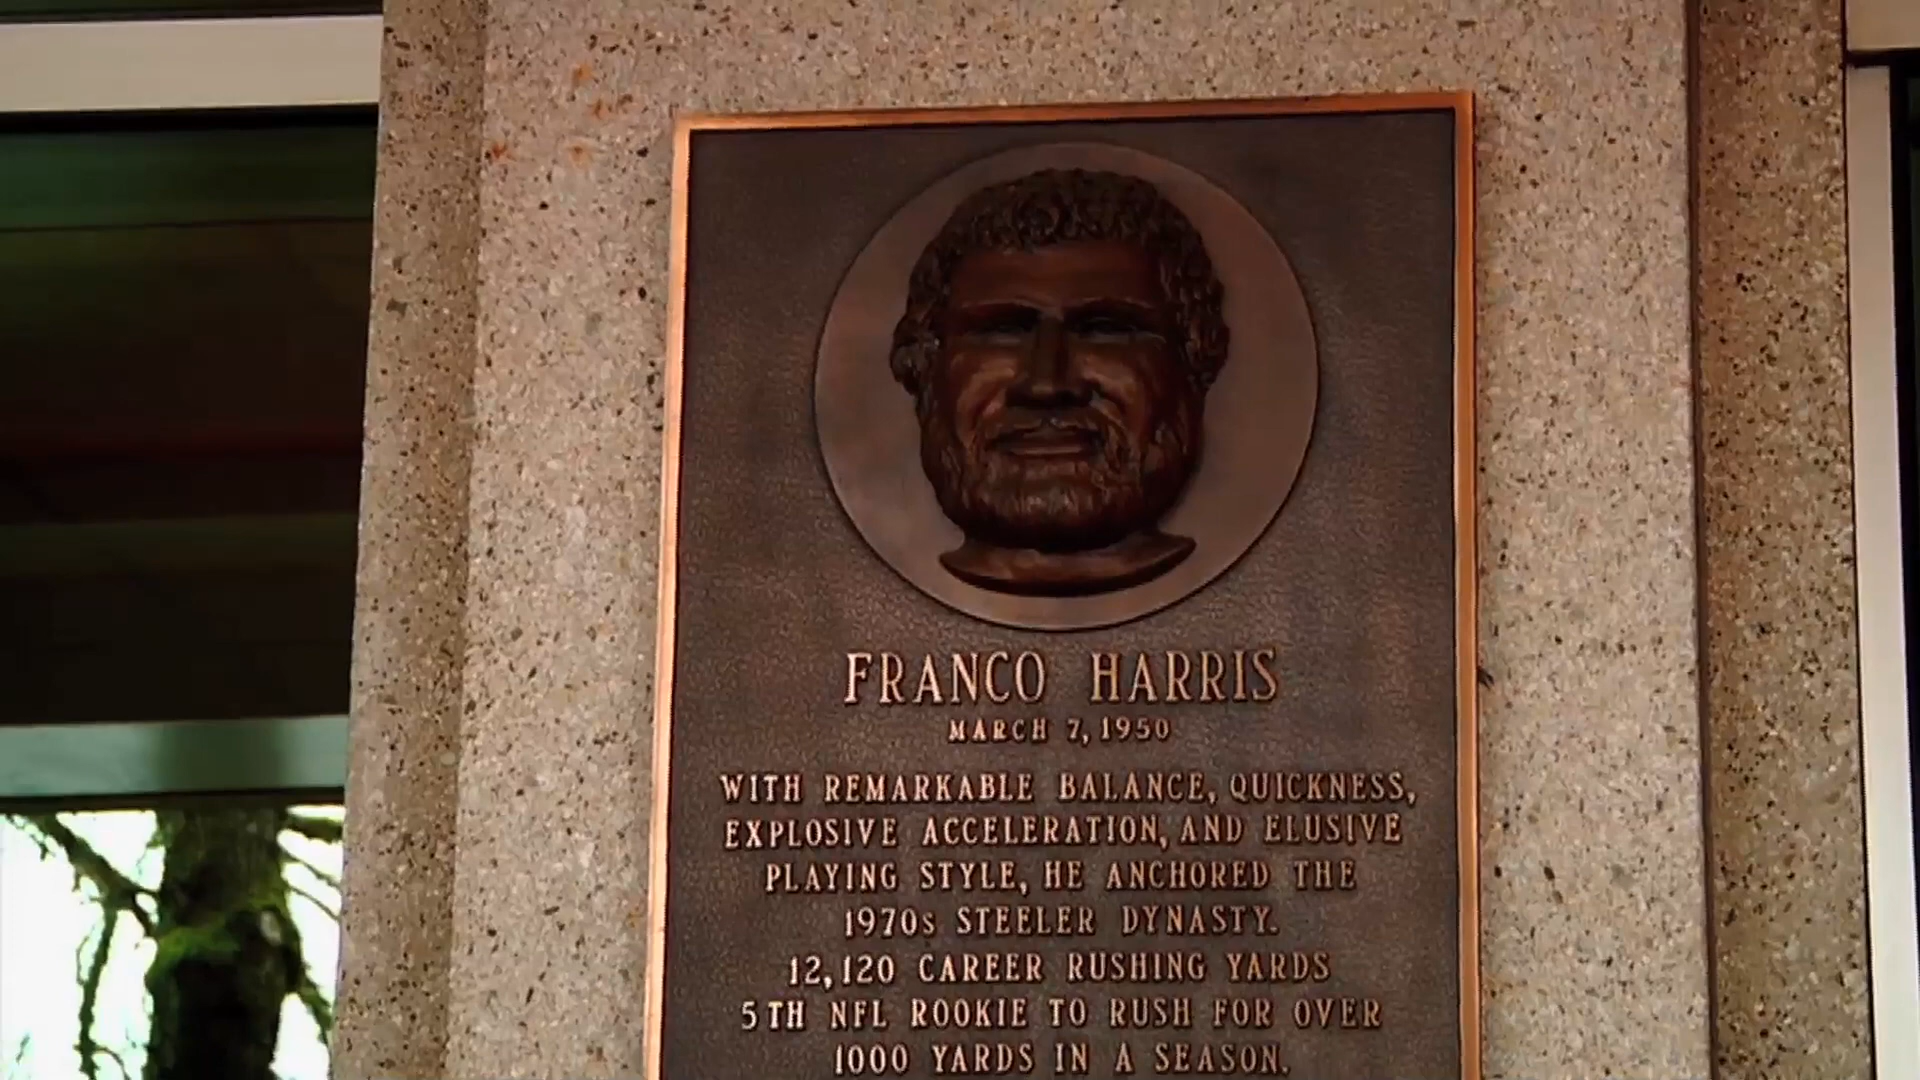 FRANCO HARRIS
MARCH 7, 1950
WITH REMARKABLE BALANCE, QUICKNESS,
EXPLOSIVE ACCELERATION, AND ELUSIVE
PLAYING STYLE, HE ANCHORED THE
1970s STEELER DYNASTY.
12,120 CAREER RUSHING YARDS
5TH NFL ROOKIE TO RUSH FOR OVER
1000 YARDS IN A SEASON.